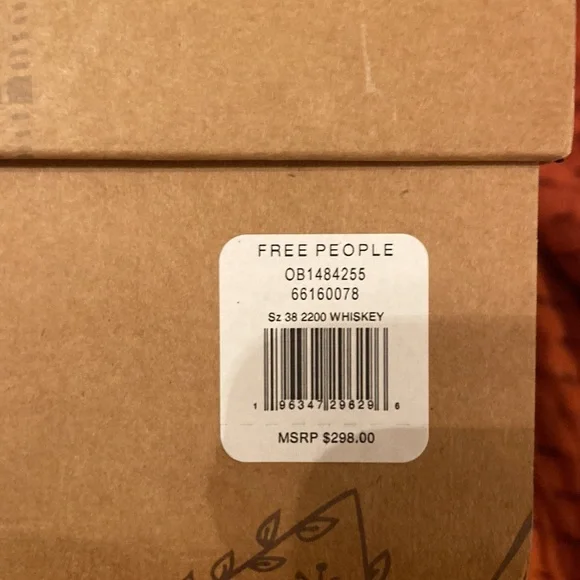 FREE PEOPLE
OB1484255
66160078
Sz 38 2200 WHISKEY
1 96347 29629 6
MSRP $298.00